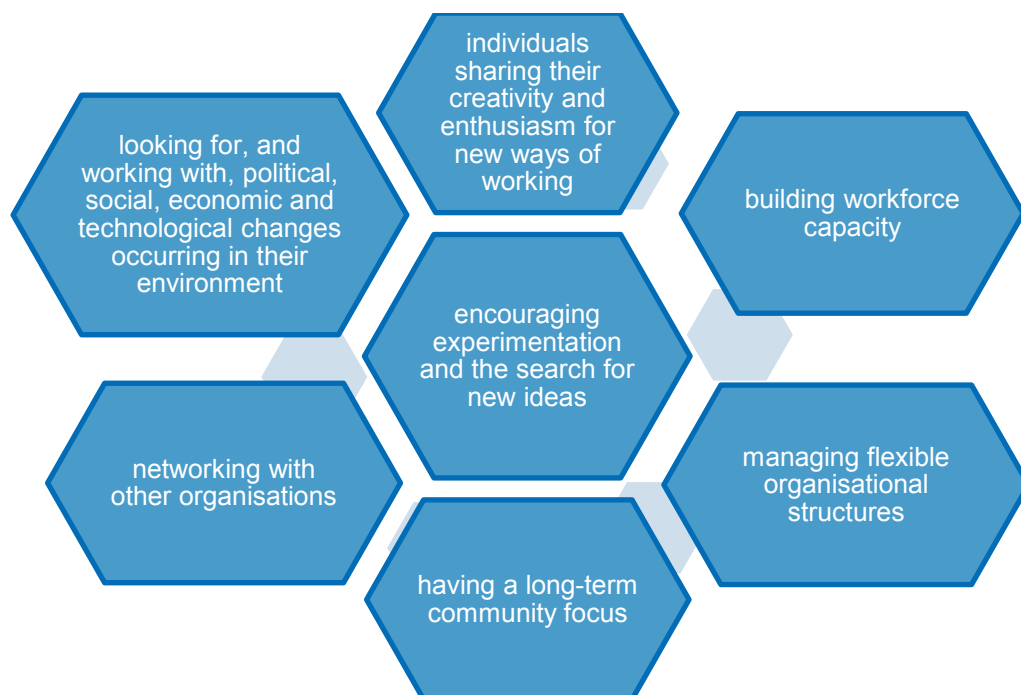 individuals
sharing their
creativity and
enthusiasm for
new ways of
working
looking for, and
working with, political,
social, economic and
technological changes
occurring in their
environment
building workforce
capacity
encouraging
experimentation
and the search for
new ideas
networking with
other organisations
managing flexible
organisational
structures
having a long-term
community focus